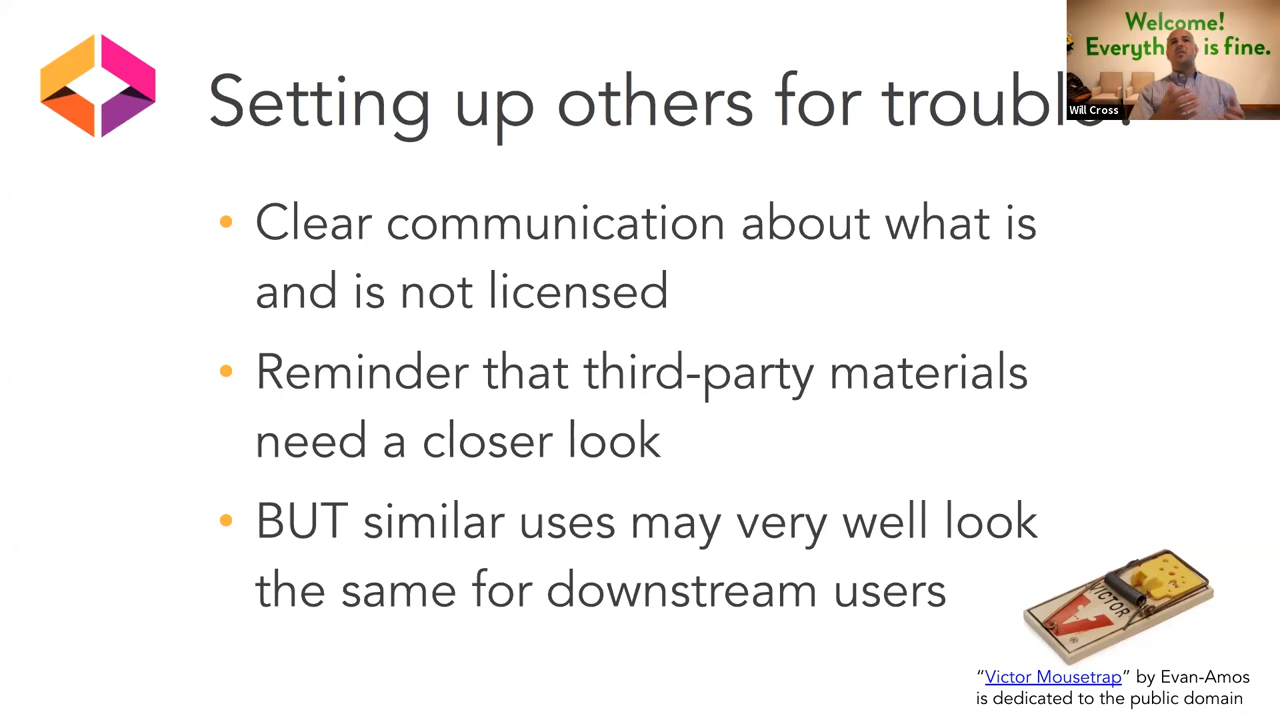 Welcome!
Everyth is fine.
Will Cross
Setting up others for trouble?
• Clear communication about what is
and is not licensed
• Reminder that third-party materials
need a closer look
• BUT similar uses may very well look
the same for downstream users
VICTOR
“Victor Mousetrap” by Evan-Amos
is dedicated to the public domain